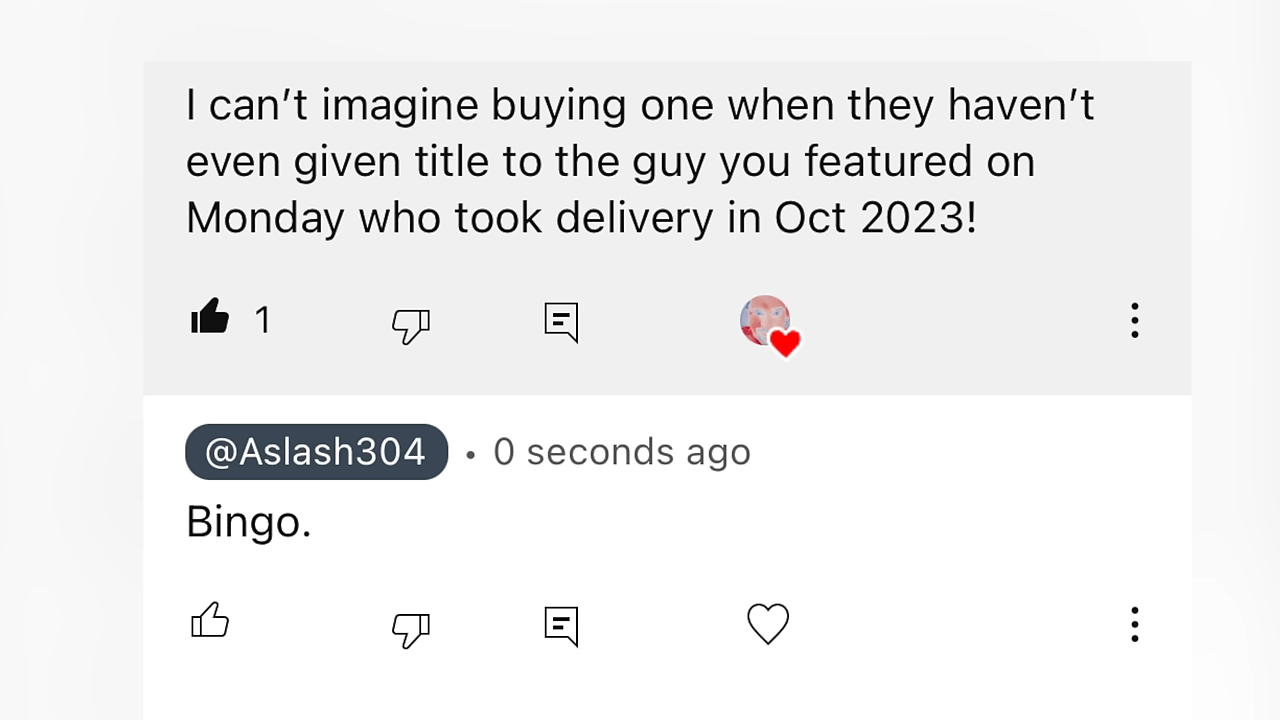 I can’t imagine buying one when they haven’t
even given title to the guy you featured on
Monday who took delivery in Oct 2023!
1
@Aslash304 • 0 seconds ago
Bingo.